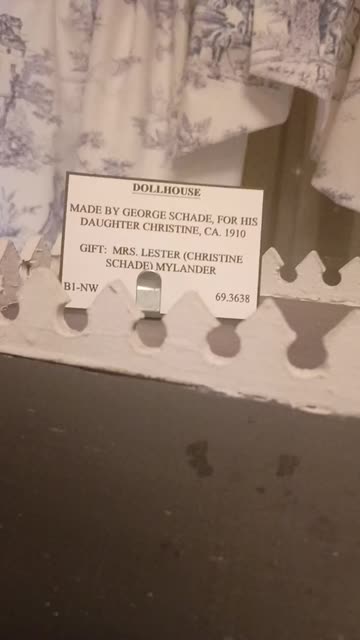 DOLLHOUSE
MADE BY GEORGE SCHADE, FOR HIS
DAUGHTER CHRISTINE, CA. 1910
GIFT: MRS. LESTER (CHRISTINE
SCHADE) MYLANDER
B1-NW 69.3638